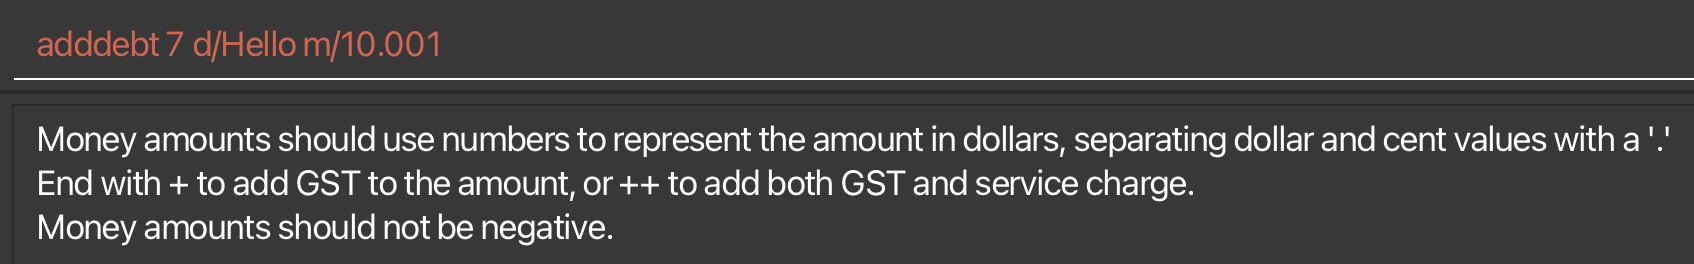 adddebt 7 d/Hello m/10.001
Money amounts should use numbers to represent the amount in dollars, separating dollar and cent values with a '.'
End with + to add GST to the amount, or ++ to add both GST and service charge.
Money amounts should not be negative.